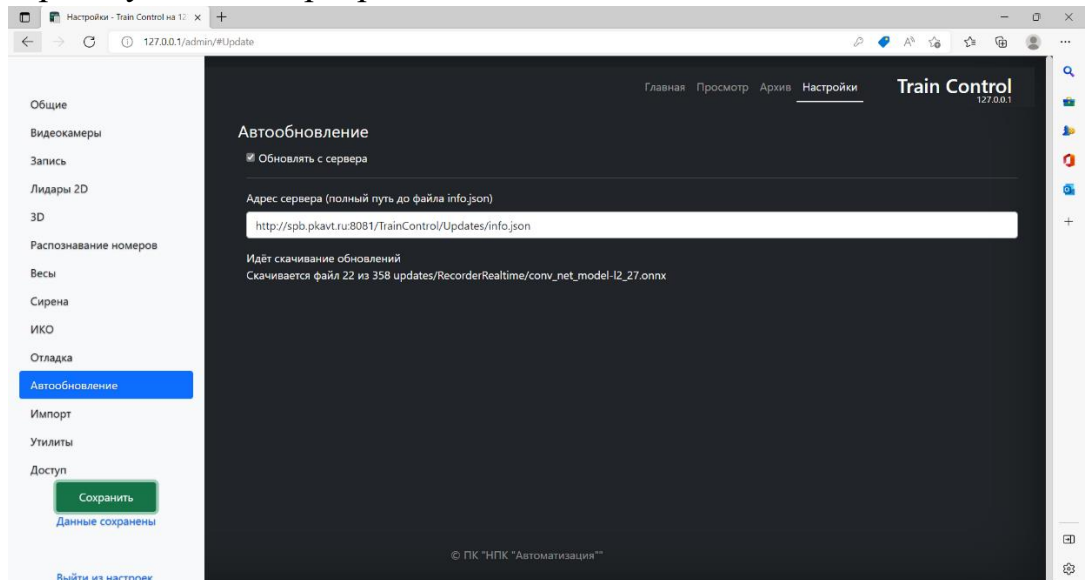 Настройки - Train Control на 12
127.0.0.1/admin/#Update
Главная Просмотр Архив Настройки
Train Control
127.0.0.1
Общие
Видеокамеры
Запись
Лидары 2D
3D
Распознавание номеров
Весы
Сирена
ИКО
Отладка
Автообновление
Импорт
Утилиты
Доступ
Сохранить
Данные сохранены
Выйти из настроек
Автообновление
Обновлять с сервера
Адрес сервера (полный путь до файла info.json)
http://spb.pkavt.ru:8081/TrainControl/Updates/info.json
Идёт скачивание обновлений
Скачивается файл 22 из 358 updates/RecorderRealtime/conv_net_model-l2_27.onnx
© ПК "НПК "Автоматизация""